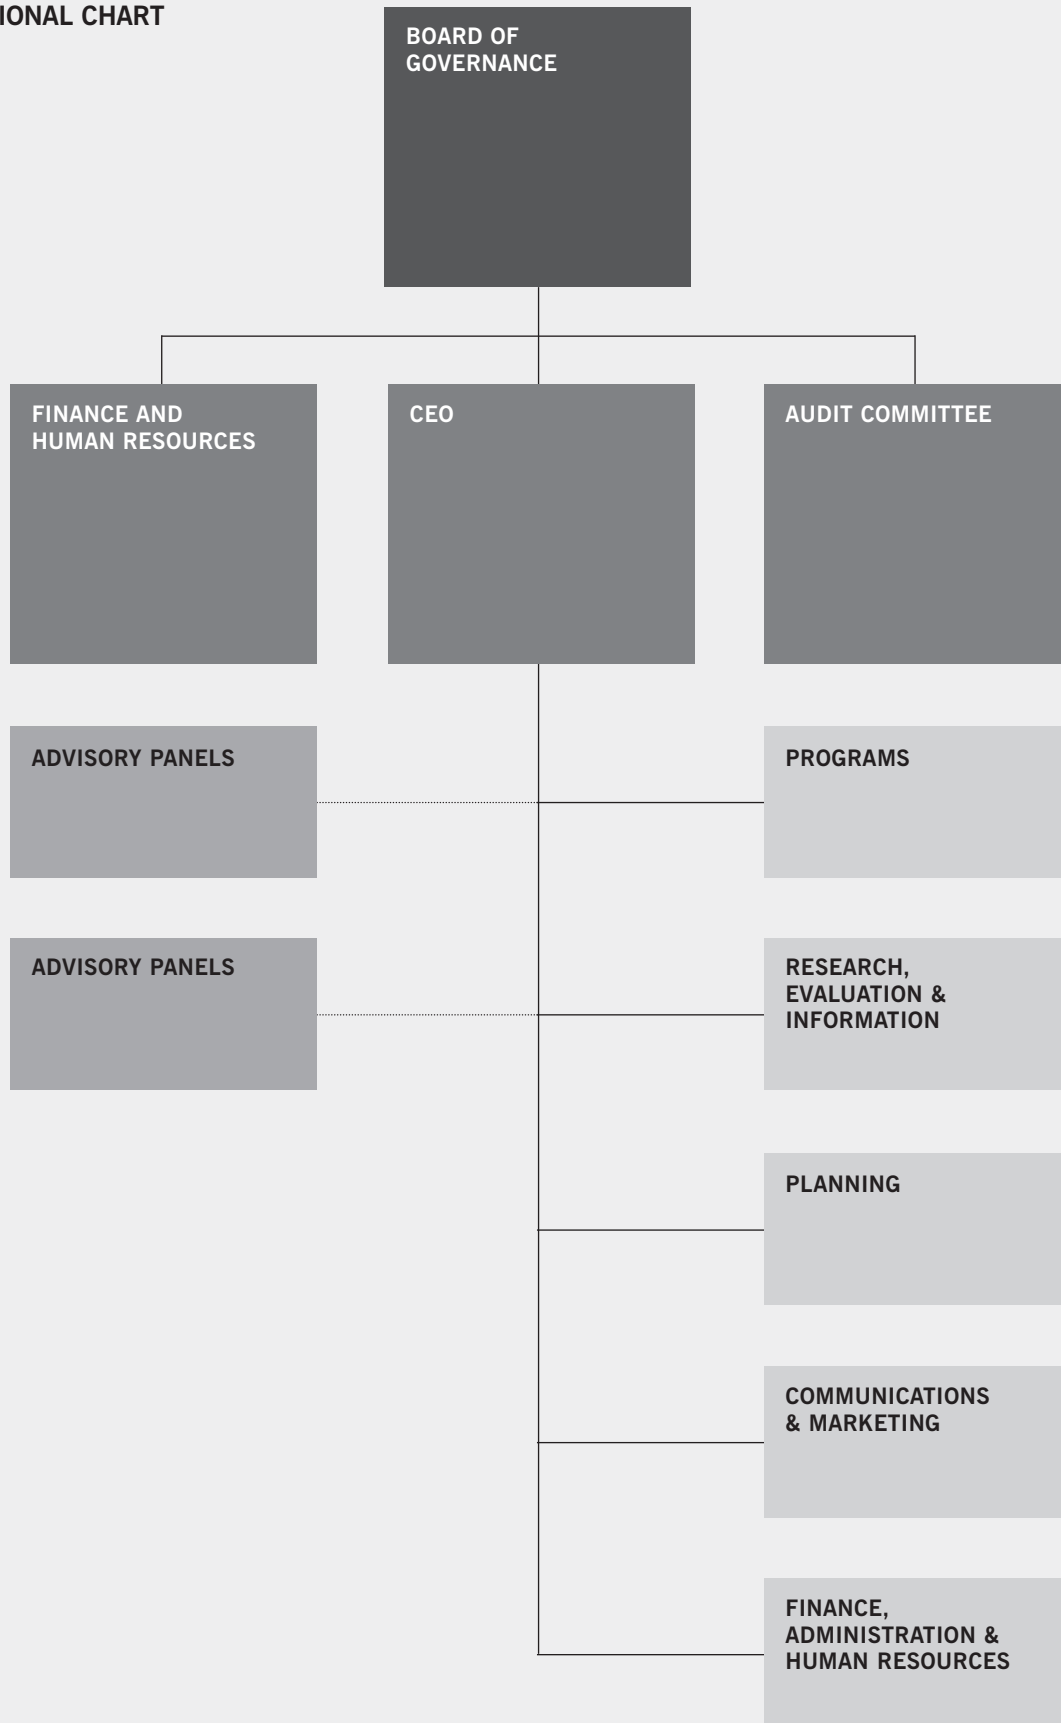 IONAL CHART
BOARD OF
GOVERNANCE
FINANCE AND
HUMAN RESOURCES
CEO
AUDIT COMMITTEE
ADVISORY PANELS
PROGRAMS
ADVISORY PANELS
RESEARCH,
EVALUATION &
INFORMATION
PLANNING
COMMUNICATIONS
& MARKETING
FINANCE,
ADMINISTRATION &
HUMAN RESOURCES